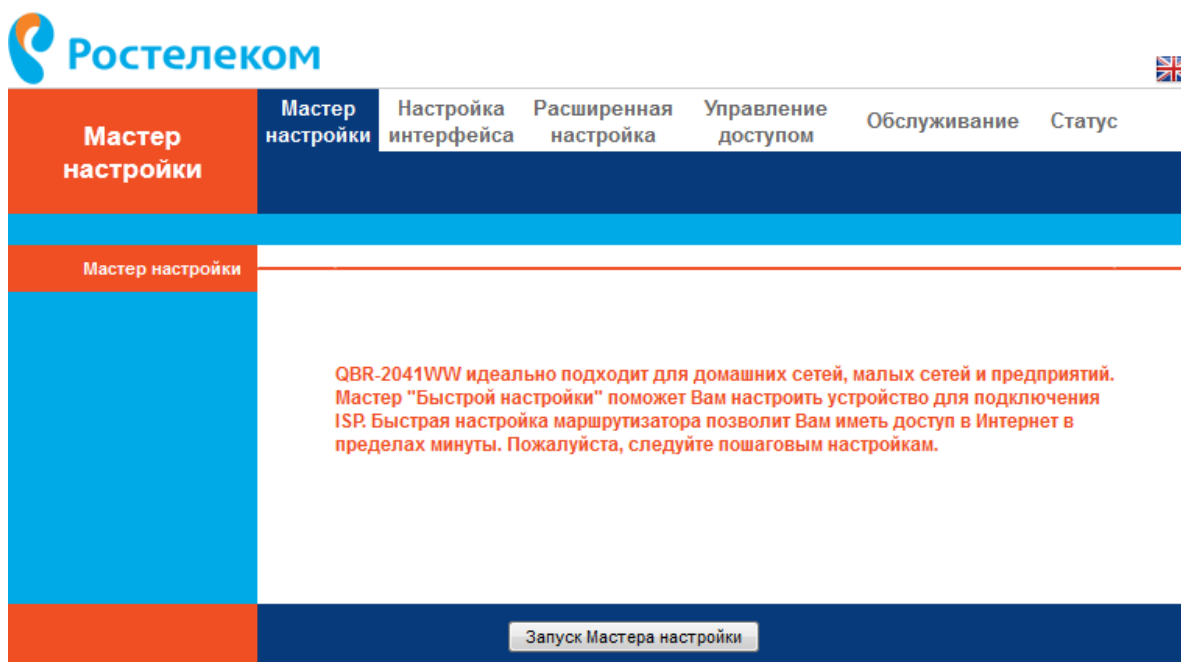 Ростелеком
Мастер настройки
Мастер настройки
Настройка интерфейса
Расширенная настройка
Управление доступом
Обслуживание
Статус
Мастер настройки
QBR-2041WW идеально подходит для домашних сетей, малых сетей и предприятий.
Мастер "Быстрой настройки" поможет Вам настроить устройство для подключения
ISP. Быстрая настройка маршрутизатора позволит Вам иметь доступ в Интернет в
пределах минуты. Пожалуйста, следуйте пошаговым настройкам.
Запуск Мастера настройки